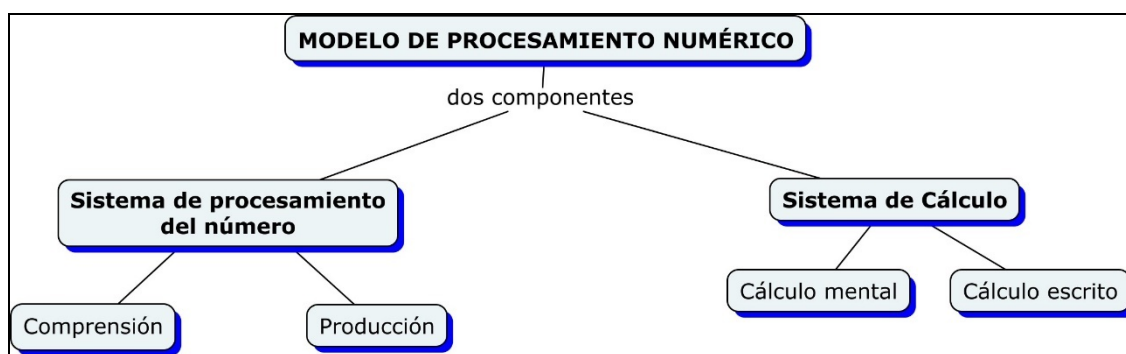 MODELO DE PROCESAMIENTO NUMÉRICO
dos componentes
Sistema de procesamiento
del número
Sistema de Cálculo
Comprensión
Producción
Cálculo mental
Cálculo escrito